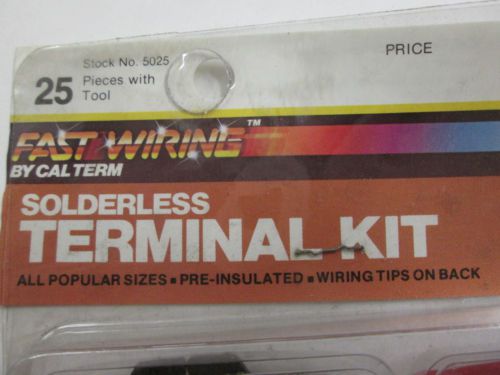 Stock No. 5025
PRICE
25 Pieces with
Tool
FAST WIRING™
BY CAL TERM
SOLDERLESS
TERMINAL KIT
ALL POPULAR SIZES ▪ PRE-INSULATED ▪ WIRING TIPS ON BACK